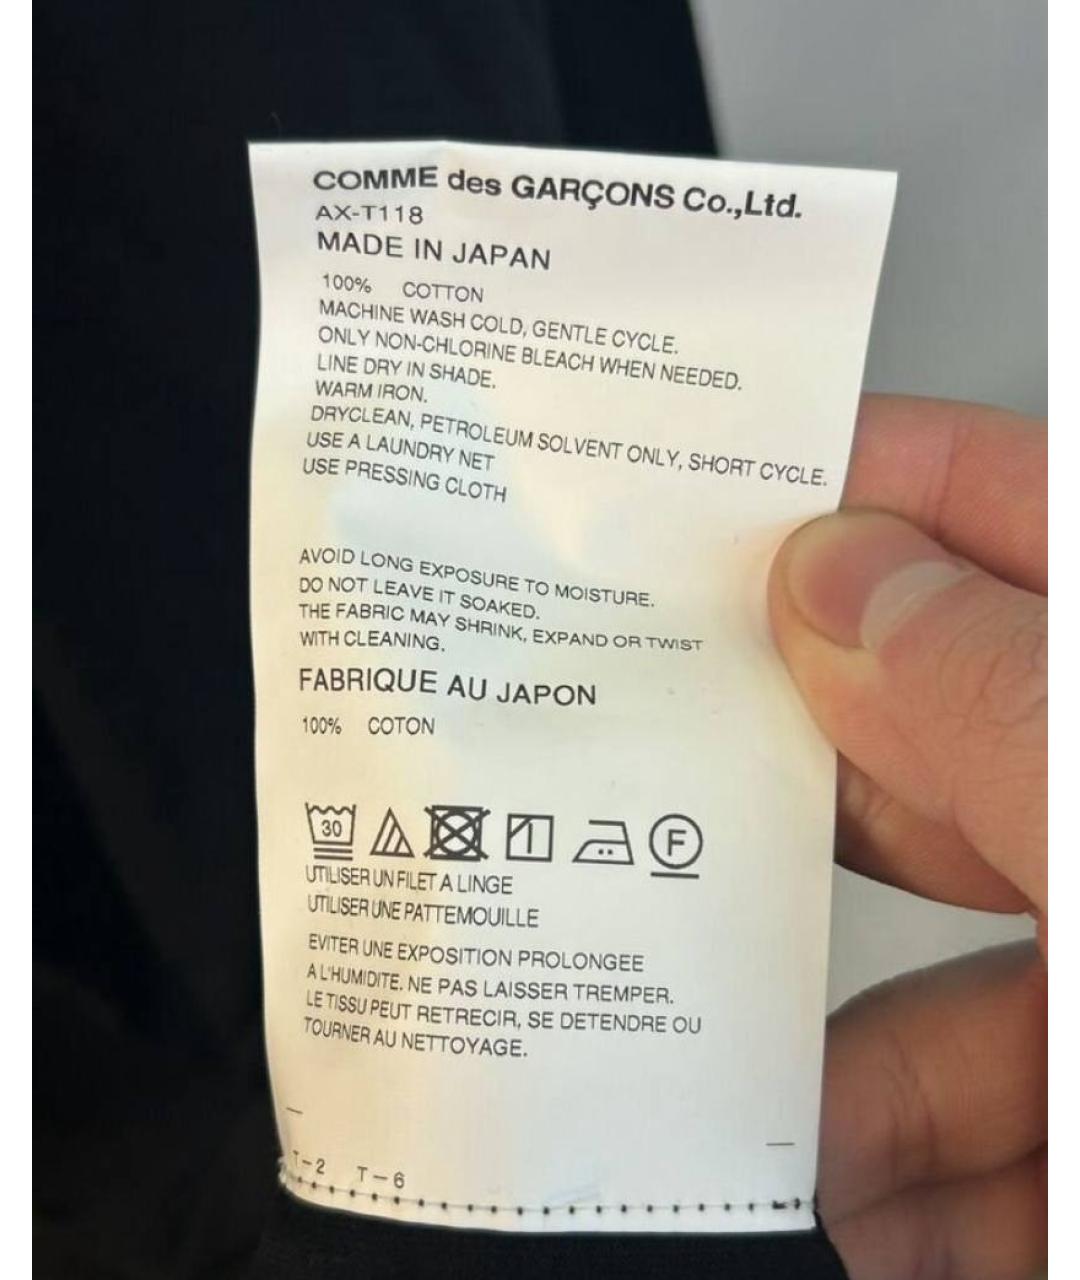 COMME des GARÇONS Co.,Ltd.
AX-T118
MADE IN JAPAN
100% COTTON
MACHINE WASH COLD, GENTLE CYCLE.
ONLY NON-CHLORINE BLEACH WHEN NEEDED.
LINE DRY IN SHADE.
WARM IRON.
DRYCLEAN, PETROLEUM SOLVENT ONLY, SHORT CYCLE.
USE A LAUNDRY NET
USE PRESSING CLOTH
AVOID LONG EXPOSURE TO MOISTURE.
DO NOT LEAVE IT SOAKED.
THE FABRIC MAY SHRINK, EXPAND OR TWIST
WITH CLEANING.
FABRIQUE AU JAPON
100% COTON
30 F
UTILISER UN FILET A LINGE
UTILISER UNE PATTEMOUILLE
EVITER UNE EXPOSITION PROLONGEE
A L'HUMIDITE. NE PAS LAISSER TREMPER.
LE TISSU PEUT RETRECIR, SE DETENDRE OU
TOURNER AU NETTOYAGE.
T-2 T-6